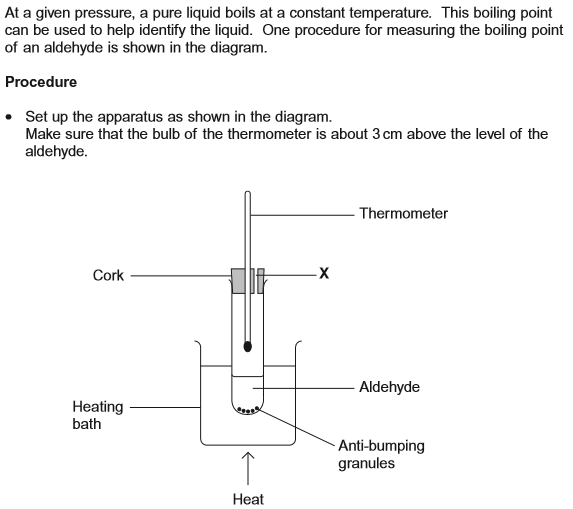 At a given pressure, a pure liquid boils at a constant temperature. This boiling point
can be used to help identify the liquid. One procedure for measuring the boiling point
of an aldehyde is shown in the diagram.
Procedure
• Set up the apparatus as shown in the diagram.
Make sure that the bulb of the thermometer is about 3 cm above the level of the
aldehyde.
Thermometer
Cork
X
Aldehyde
Heating
bath
Anti-bumping
granules
Heat